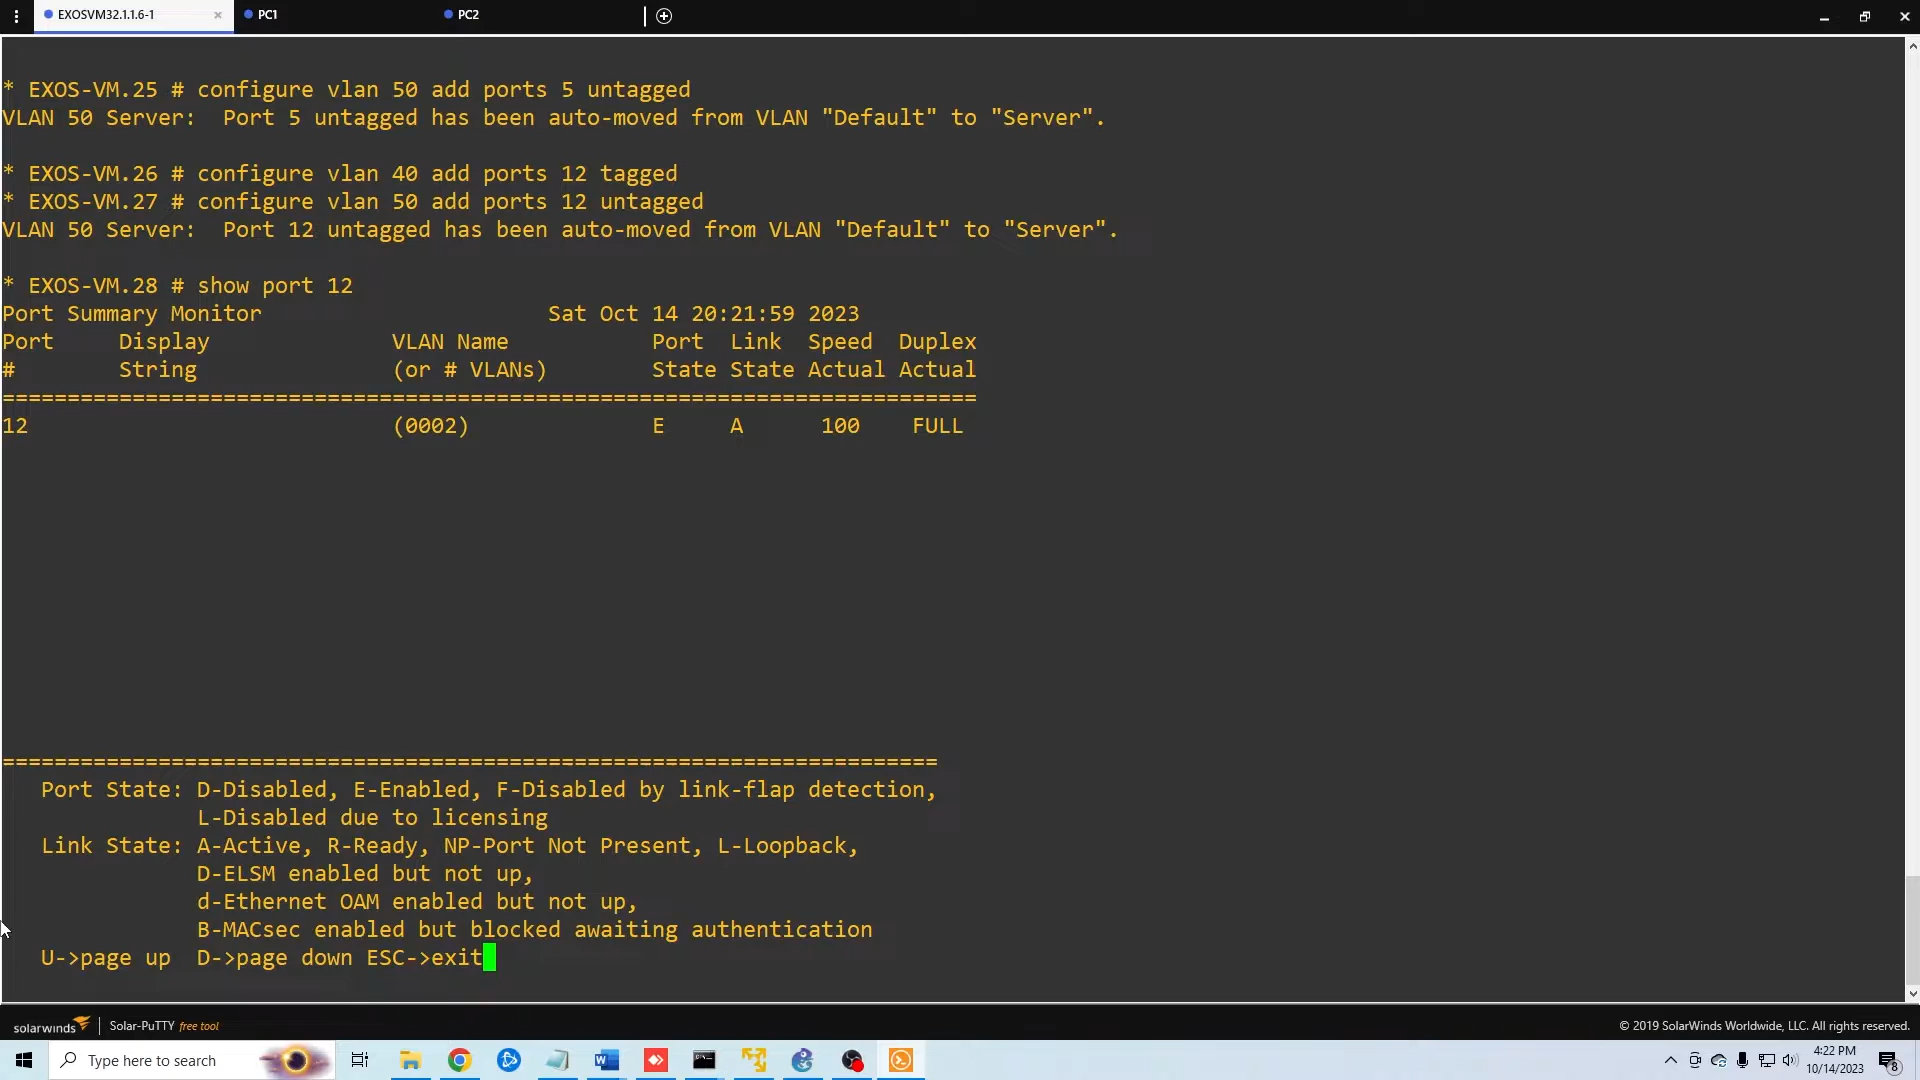 EXOSVM32.1.1.6-1 × PC1 PC2
* EXOS-VM.25 # configure vlan 50 add ports 5 untagged
VLAN 50 Server:  Port 5 untagged has been auto-moved from VLAN "Default" to "Server".
* EXOS-VM.26 # configure vlan 40 add ports 12 tagged
* EXOS-VM.27 # configure vlan 50 add ports 12 untagged
VLAN 50 Server:  Port 12 untagged has been auto-moved from VLAN "Default" to "Server".
* EXOS-VM.28 # show port 12
Port Summary Monitor                      Sat Oct 14 20:21:59 2023
Port     Display              VLAN Name           Port  Link  Speed  Duplex
#        String               (or # VLANs)        State State Actual Actual
===========================================================================
12                            (0002)              E     A      100    FULL
========================================================================
Port State: D-Disabled, E-Enabled, F-Disabled by link-flap detection,
L-Disabled due to licensing
Link State: A-Active, R-Ready, NP-Port Not Present, L-Loopback,
D-ELSM enabled but not up,
d-Ethernet OAM enabled but not up,
B-MACsec enabled but blocked awaiting authentication
U->page up  D->page down ESC->exit
solarwinds | Solar-PuTTY free tool © 2019 SolarWinds Worldwide, LLC. All rights reserved.
Type here to search
4:22 PM
10/14/2023
8